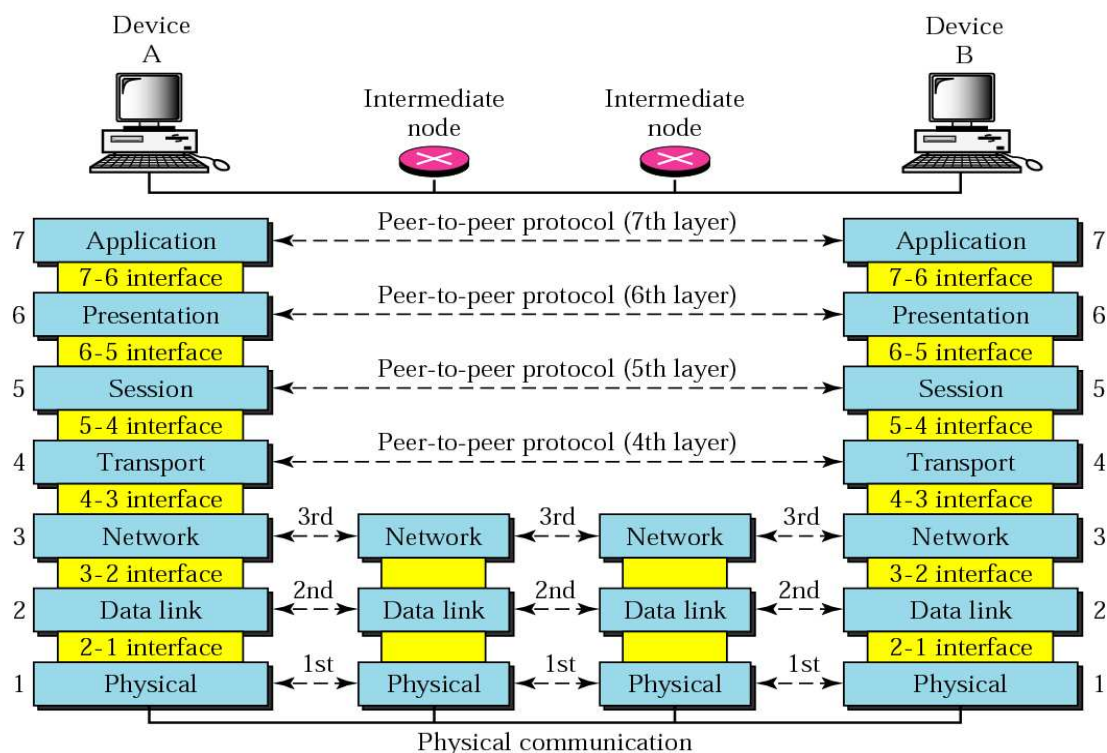 Device
A
Device
B
Intermediate
node
Intermediate
node
7 Application Peer-to-peer protocol (7th layer) Application 7
7-6 interface 7-6 interface
6 Presentation Peer-to-peer protocol (6th layer) Presentation 6
6-5 interface 6-5 interface
5 Session Peer-to-peer protocol (5th layer) Session 5
5-4 interface 5-4 interface
4 Transport Peer-to-peer protocol (4th layer) Transport 4
4-3 interface 4-3 interface
3 Network 3rd Network 3rd Network 3rd Network 3
3-2 interface 3-2 interface
2 Data link 2nd Data link 2nd Data link 2nd Data link 2
2-1 interface 2-1 interface
1 Physical 1st Physical 1st Physical 1st Physical 1
Physical communication